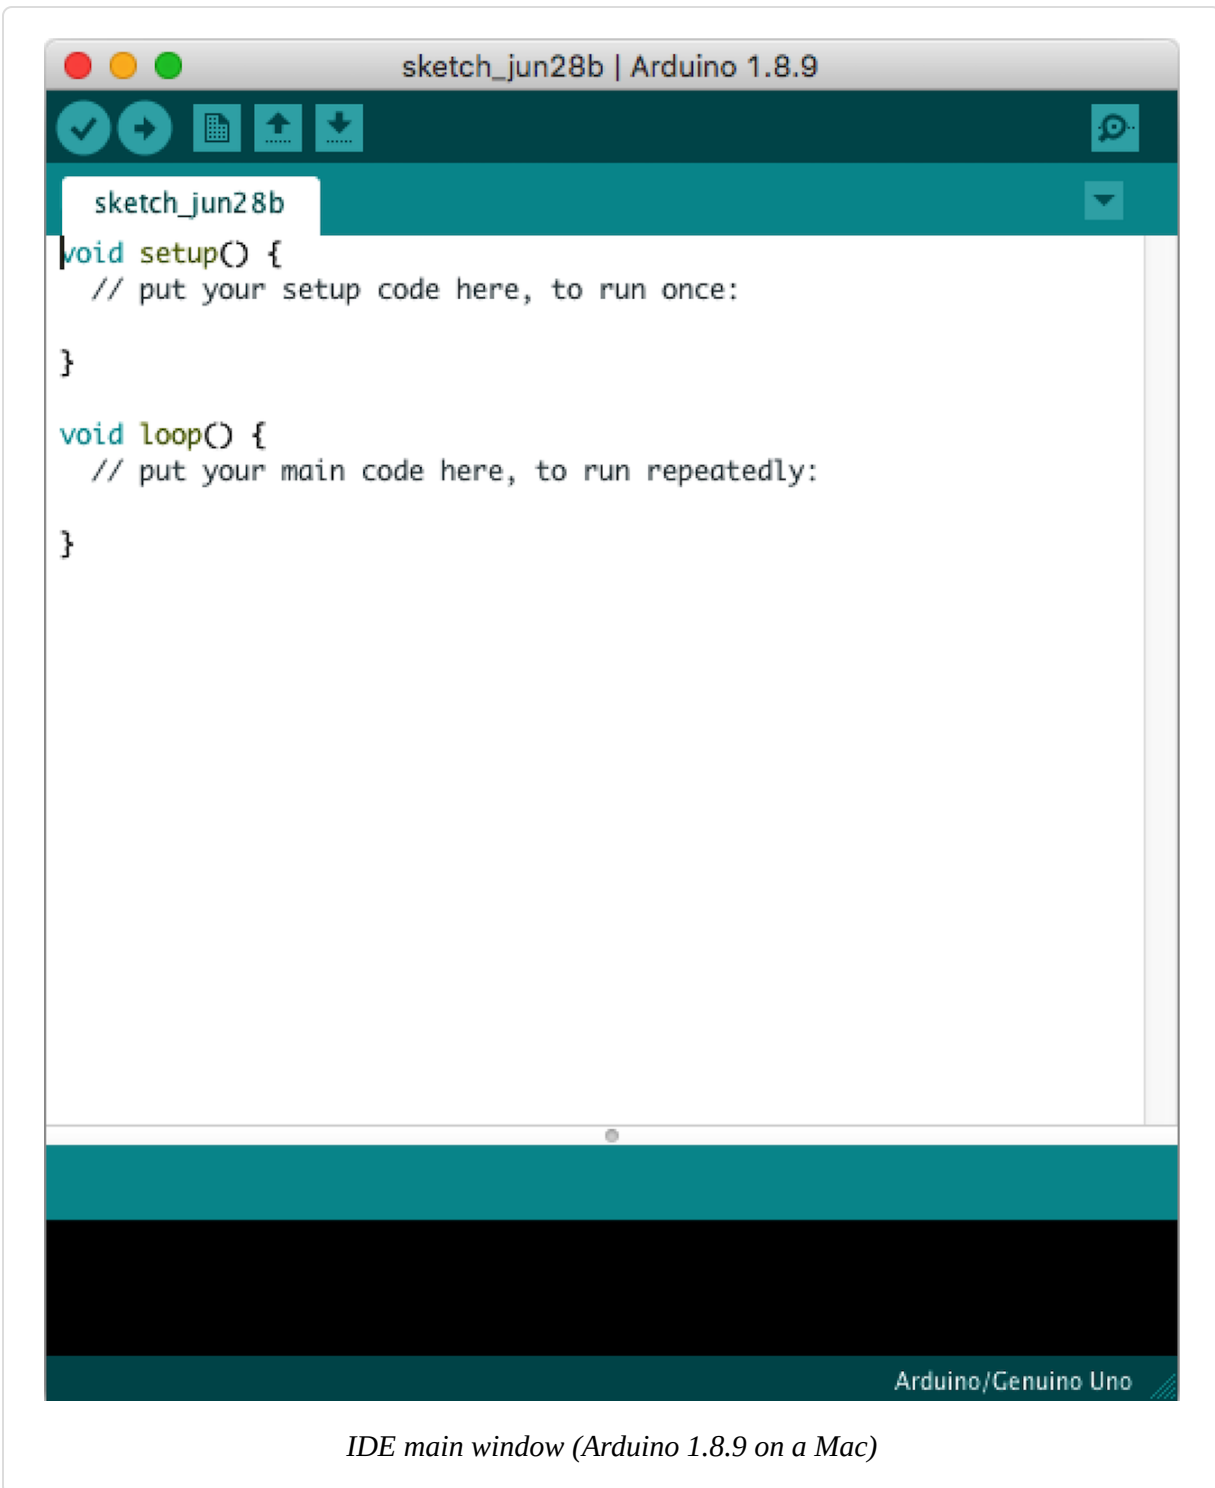 sketch_jun28b | Arduino 1.8.9
sketch_jun28b
void setup() {
  // put your setup code here, to run once:
}
void loop() {
  // put your main code here, to run repeatedly:
}
Arduino/Genuino Uno
IDE main window (Arduino 1.8.9 on a Mac)